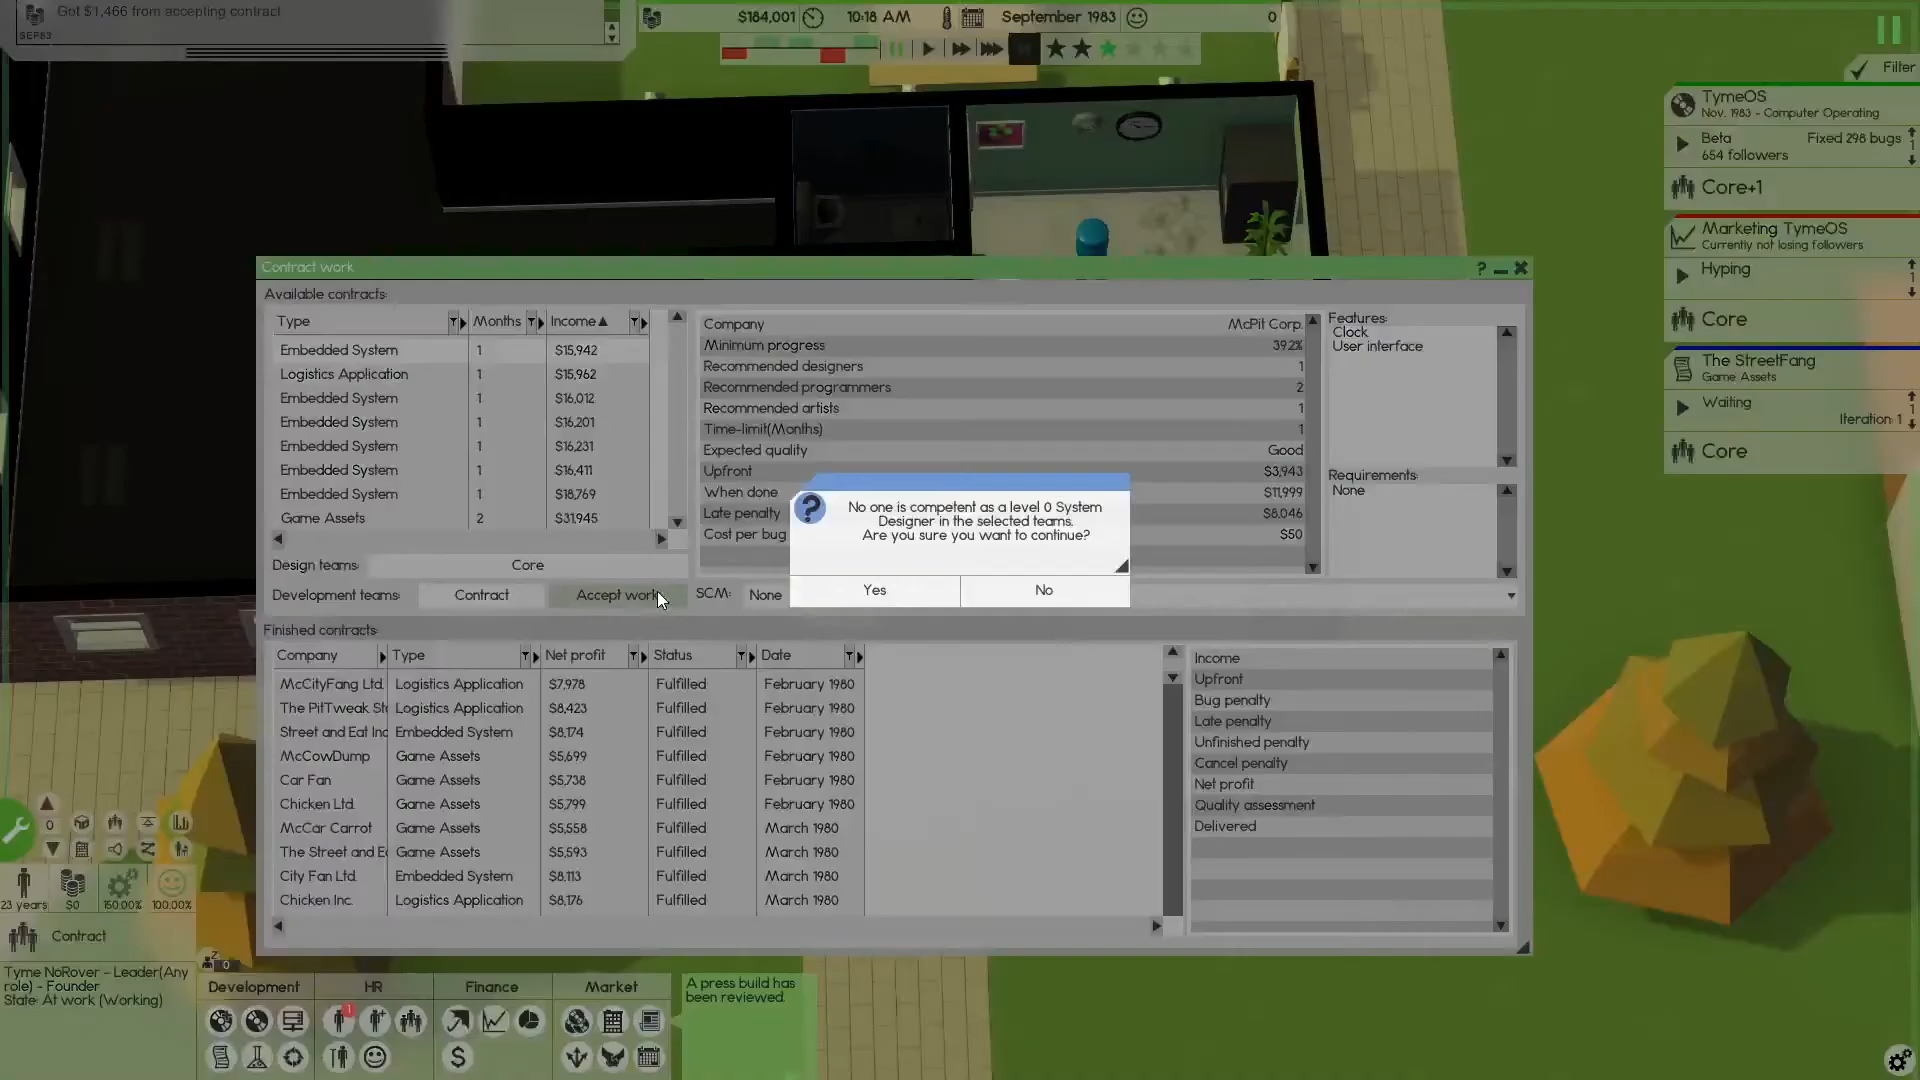 Got $1,466 from accepting contract
SEP83
$184,001
10:18 AM
September 1983
0
Filter
TymeOS
Nov. 1983 - Computer Operating
Beta
Fixed 298 bugs
654 followers
1
Core+1
Marketing TymeOS
Currently not losing followers
Hyping
1
Core
The StreetFang
Game Assets
Waiting
Iteration: 1
1
Core
Contract work
?
Available contracts:
Type Months Income
Embedded System 1 $15,942
Logistics Application 1 $15,962
Embedded System 1 $16,012
Embedded System 1 $16,201
Embedded System 1 $16,231
Embedded System 1 $16,411
Embedded System 1 $18,769
Game Assets 2 $31,945
Company McPit Corp.
Minimum progress 392%
Recommended designers 1
Recommended programmers 2
Recommended artists 1
Time-limit(Months) 1
Expected quality Good
Upfront $3,943
When done $11,999
Late penalty $8,046
Cost per bug $50
Features:
Clock
User interface
Requirements:
None
No one is competent as a level 0 System
Designer in the selected teams.
Are you sure you want to continue?
Yes No
Design teams: Core
Development teams: Contract Accept work SCM: None
Finished contracts:
Company Type Net profit Status Date
McCityFang Ltd. Logistics Application $7,978 Fulfilled February 1980
The PitTweak Sto Logistics Application $8,423 Fulfilled February 1980
Street and Eat Inc Embedded System $8,174 Fulfilled February 1980
McCowDump Game Assets $5,699 Fulfilled February 1980
Car Fan Game Assets $5,738 Fulfilled February 1980
Chicken Ltd. Game Assets $5,799 Fulfilled February 1980
McCar Carrot Game Assets $5,558 Fulfilled March 1980
The Street and Ea Game Assets $5,593 Fulfilled March 1980
City Fan Ltd. Embedded System $8,113 Fulfilled March 1980
Chicken Inc. Logistics Application $8,176 Fulfilled March 1980
Income
Upfront
Bug penalty
Late penalty
Unfinished penalty
Cancel penalty
Net profit
Quality assessment
Delivered
0
23 years $0 150.00% 100.00%
Contract
Tyme NoRover - Leader(Any
role) - Founder
State: At work (Working)
Z
0
Development HR Finance Market
1
A press build has
been reviewed.